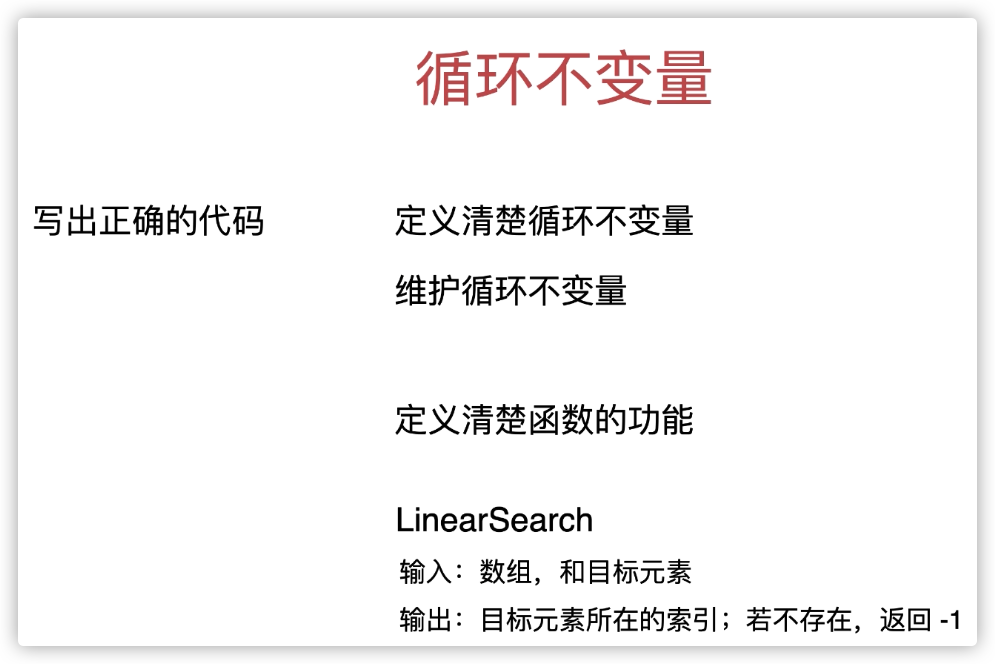 循环不变量
写出正确的代码
定义清楚循环不变量
维护循环不变量
定义清楚函数的功能
LinearSearch
输入：数组，和目标元素
输出：目标元素所在的索引；若不存在，返回 -1